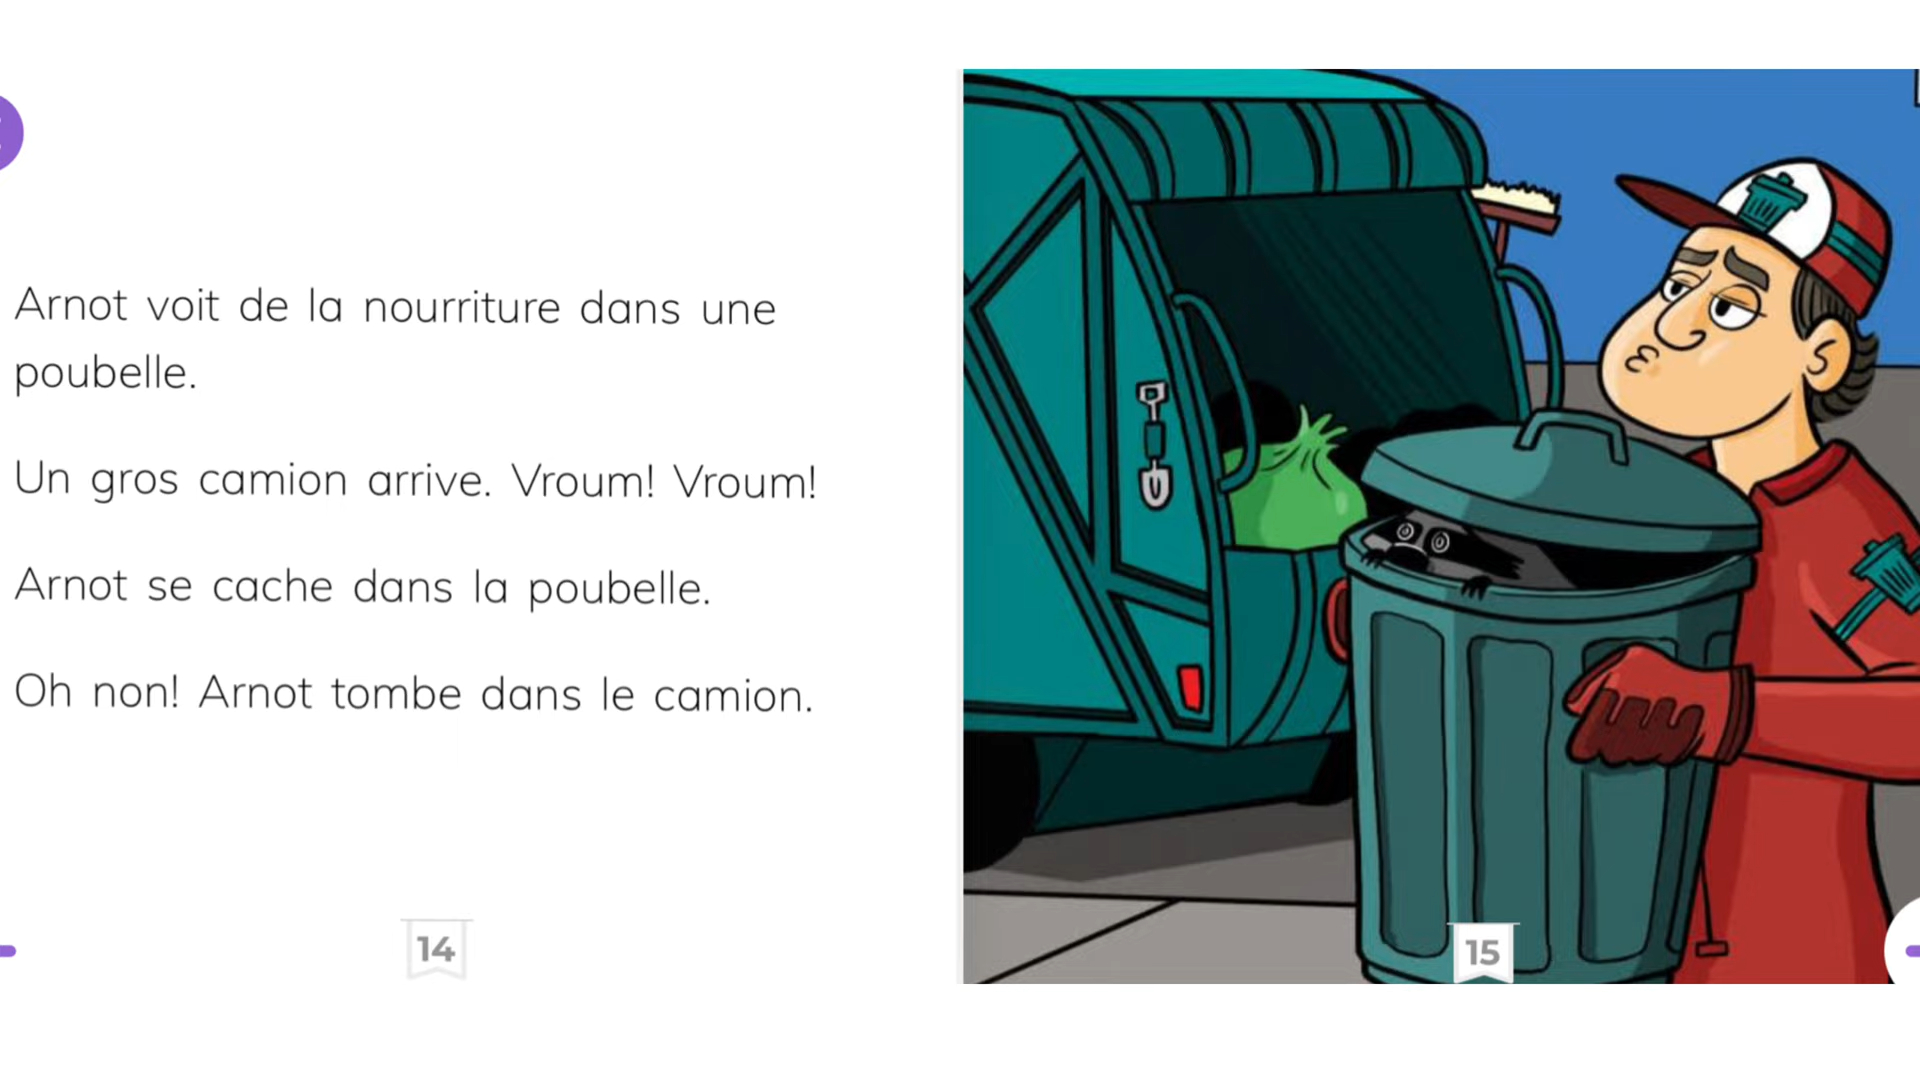 Arnot voit de la nourriture dans une
poubelle.
Un gros camion arrive. Vroum! Vroum!
Arnot se cache dans la poubelle.
Oh non! Arnot tombe dans le camion.
14
15